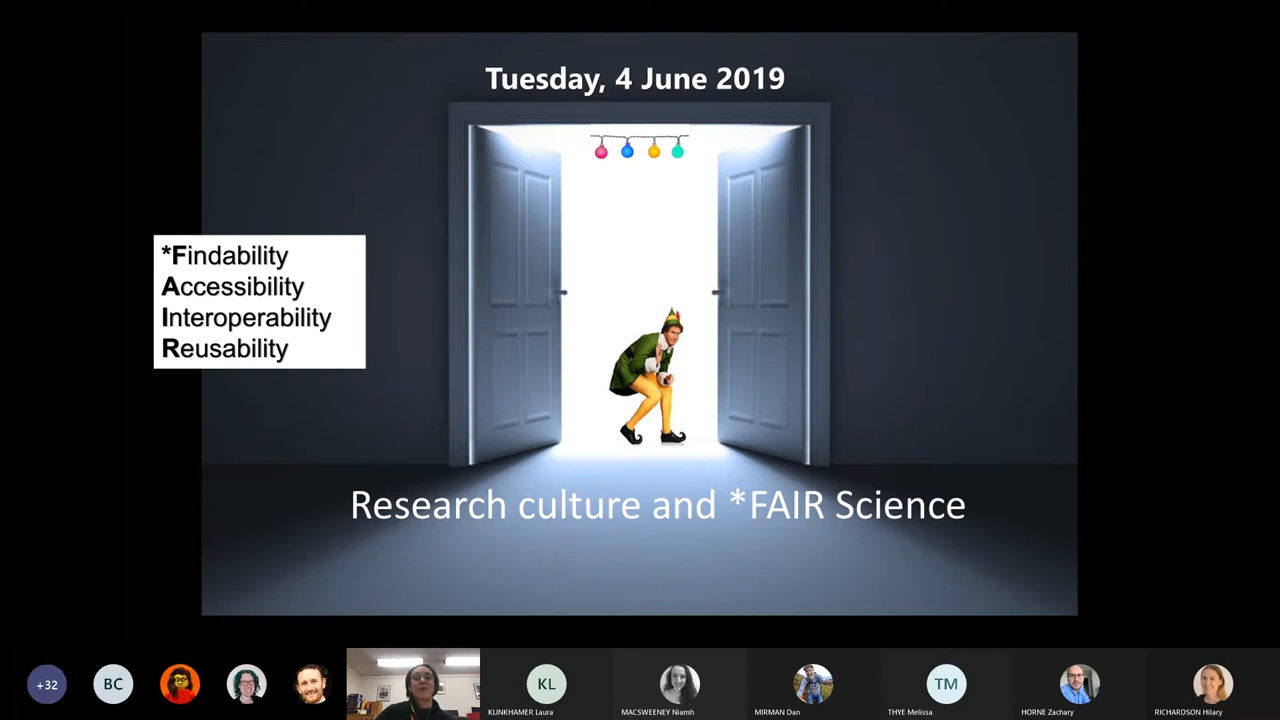 Tuesday, 4 June 2019
*Findability
Accessibility
Interoperability
Reusability
Research culture and *FAIR Science
+32
BC
KL
TM
KLINKHAMER Laura
MACSWEENEY Niamh
MIRMAN Dan
THYE Melissa
HORNE Zachary
RICHARDSON Hilary